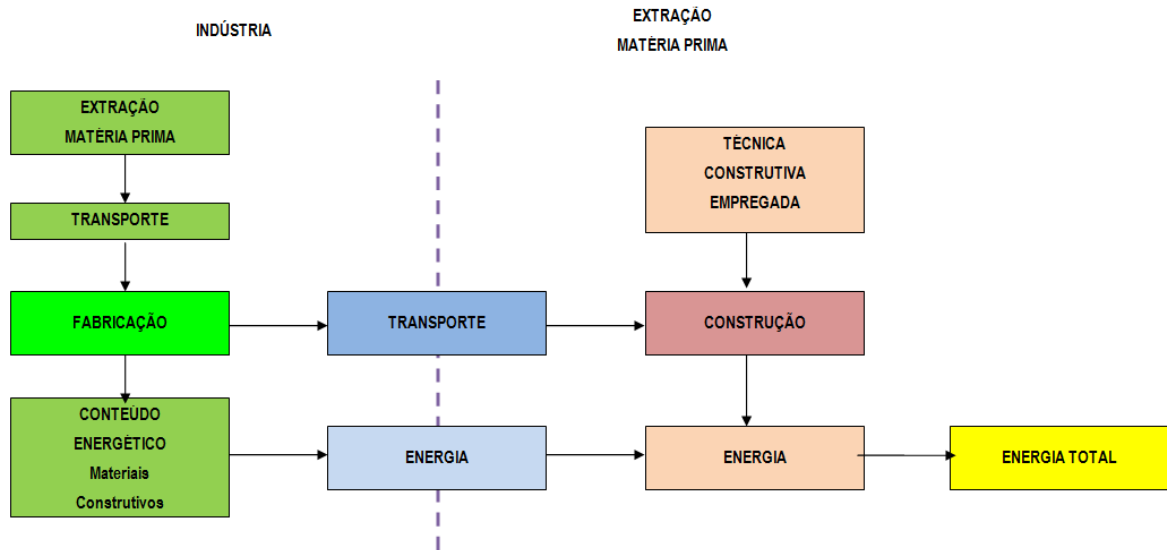 INDÚSTRIA
EXTRAÇÃO
MATÉRIA PRIMA
EXTRAÇÃO
MATÉRIA PRIMA
TÉCNICA
CONSTRUTIVA
EMPREGADA
TRANSPORTE
FABRICAÇÃO
TRANSPORTE
CONSTRUÇÃO
CONTEÚDO
ENERGÉTICO
Materiais
Construtivos
ENERGIA
ENERGIA
ENERGIA TOTAL